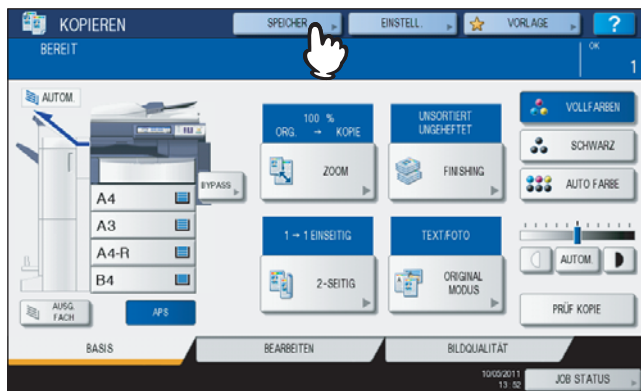 KOPIEREN
SPEICHER
EINSTELL.
VORLAGE
?
BEREIT
OK
1
AUTOM.
100 %
ORG. → KOPIE
ZOOM
UNSORTIERT
UNGEHEFTET
FINISHING
VOLLFARBEN
SCHWARZ
AUTO FARBE
BYPASS
A4
A3
A4-R
B4
1 → 1 EINSEITIG
2-SEITIG
TEXT/FOTO
ORIGINAL
MODUS
AUTOM.
AUSG.
FACH
APS
PRÜF KOPIE
BASIS
BEARBEITEN
BILDQUALITÄT
10/05/2011
13:52
JOB STATUS